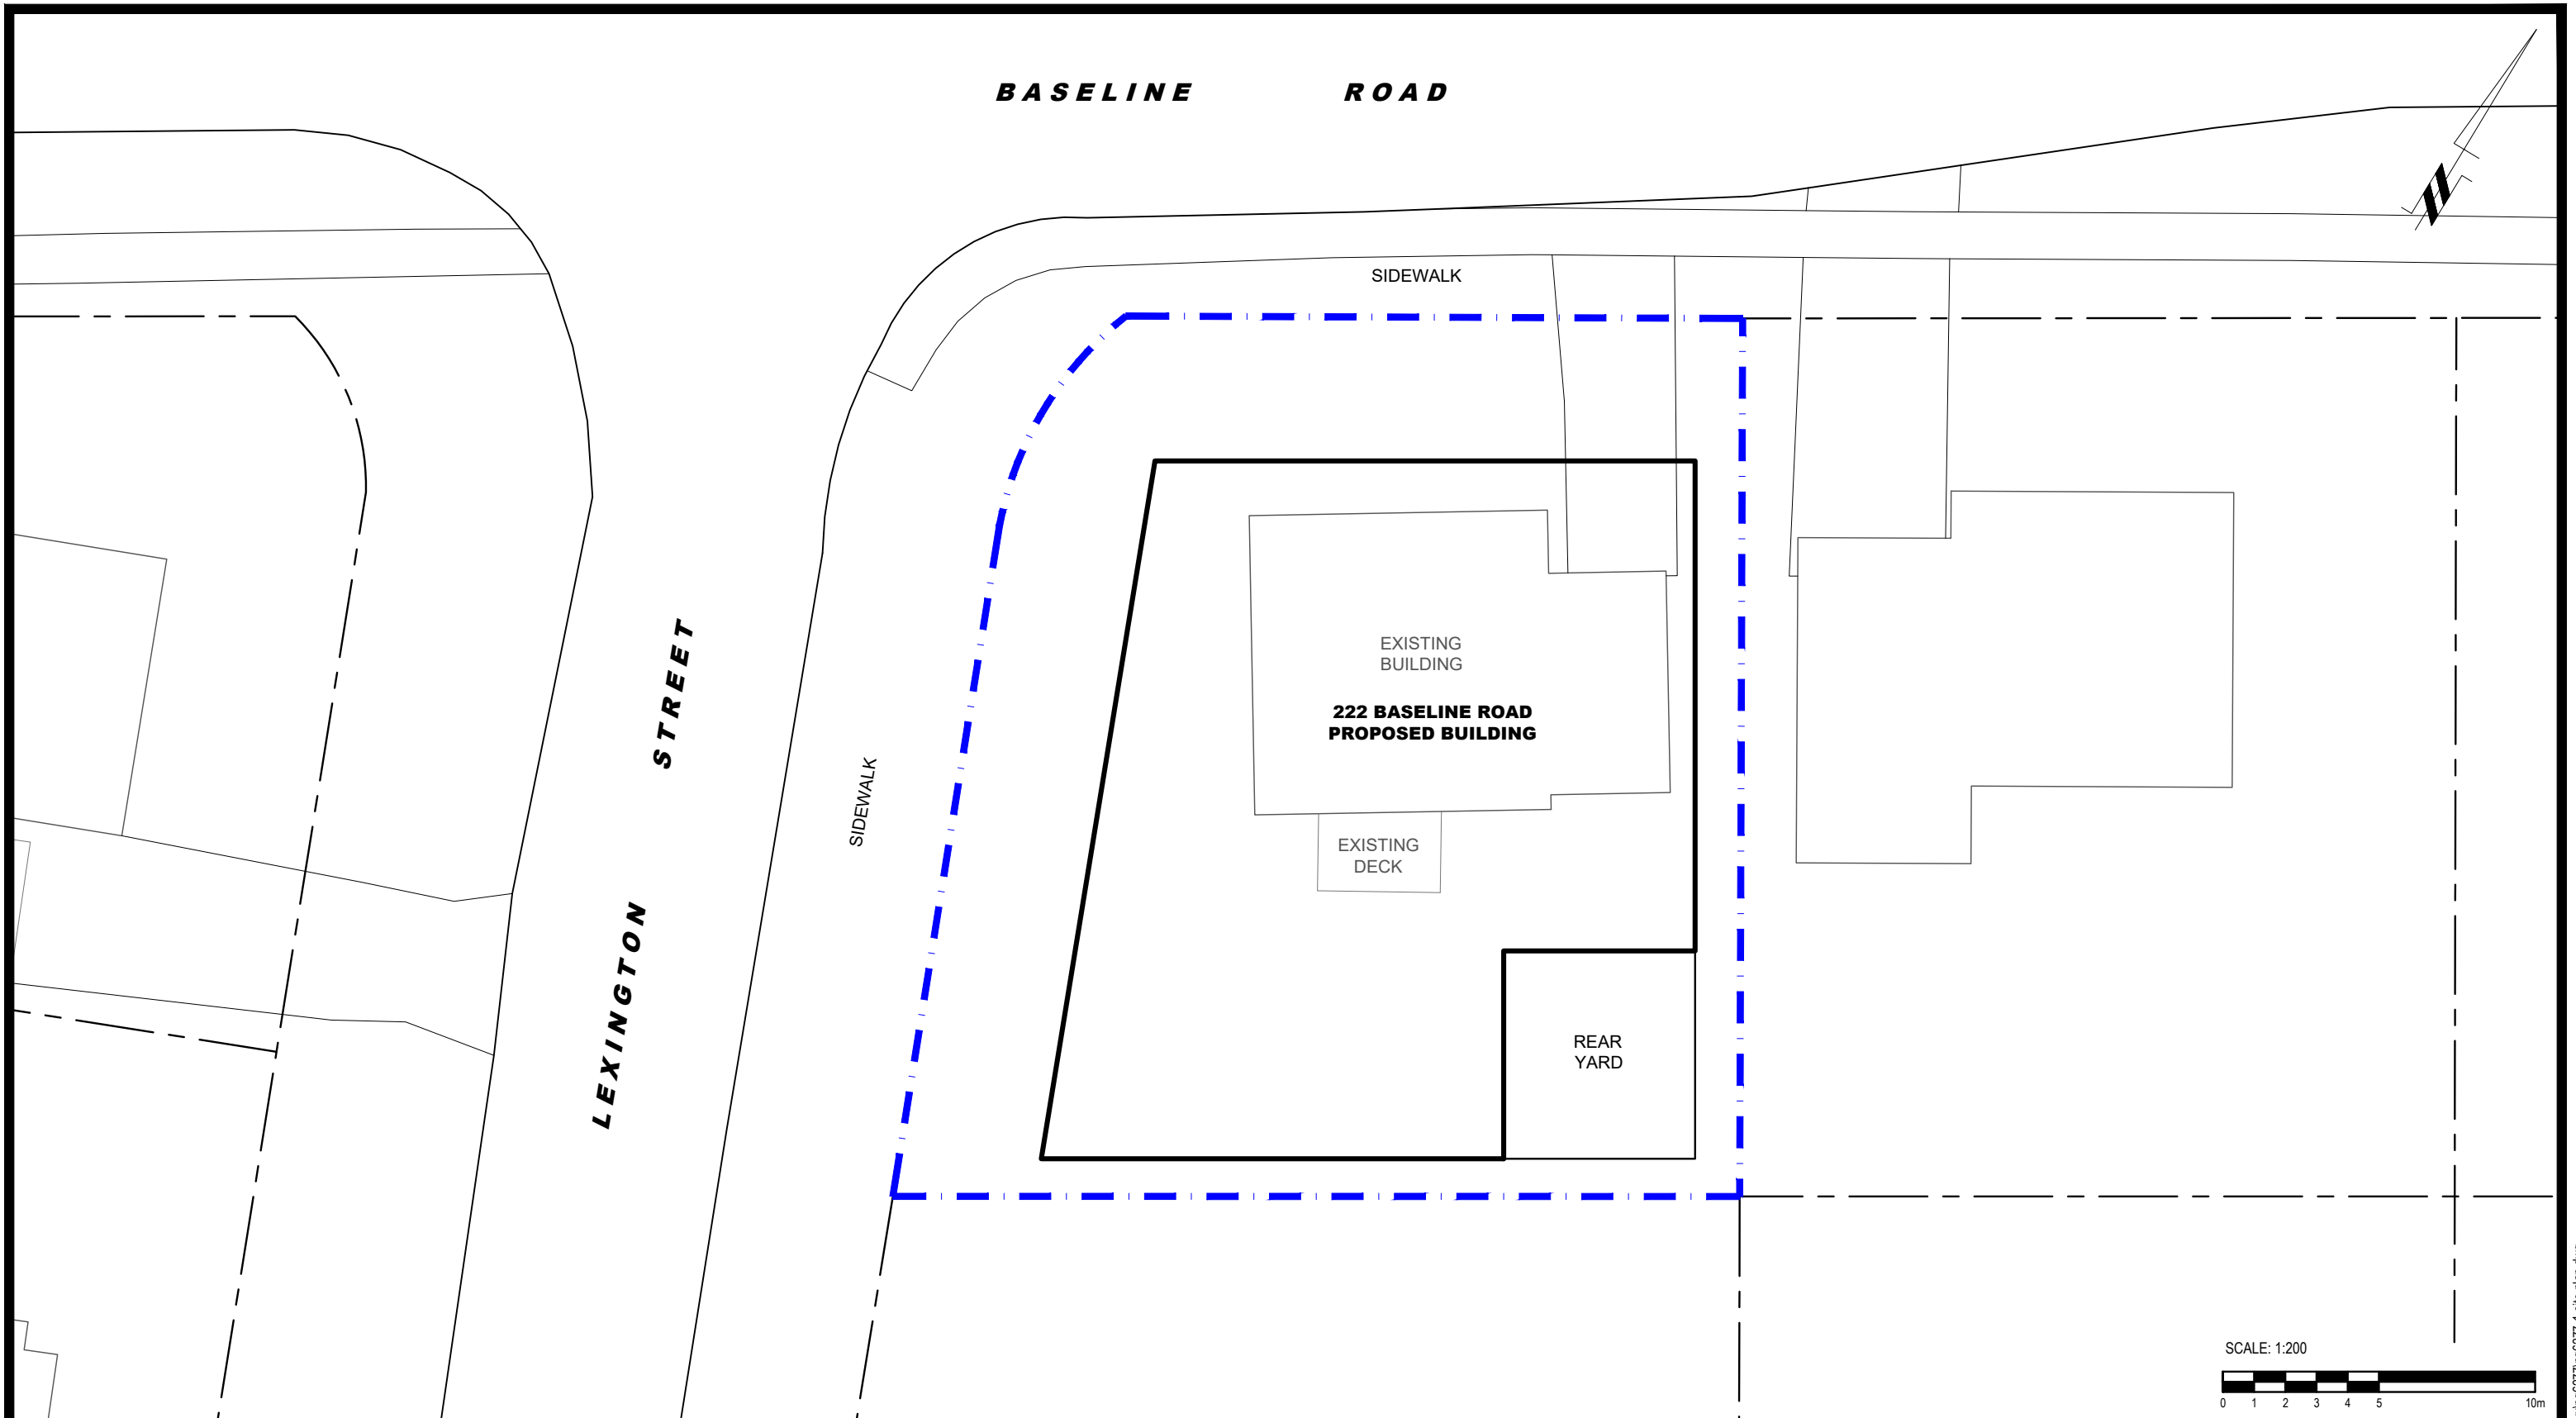 BASELINE ROAD
SIDEWALK
STREET
EXISTING
BUILDING
222 BASELINE ROAD
PROPOSED BUILDING
SIDEWALK
EXISTING
DECK
LEXINGTON
REAR
YARD
SCALE: 1:200
0 1 2 3 4 5 10m